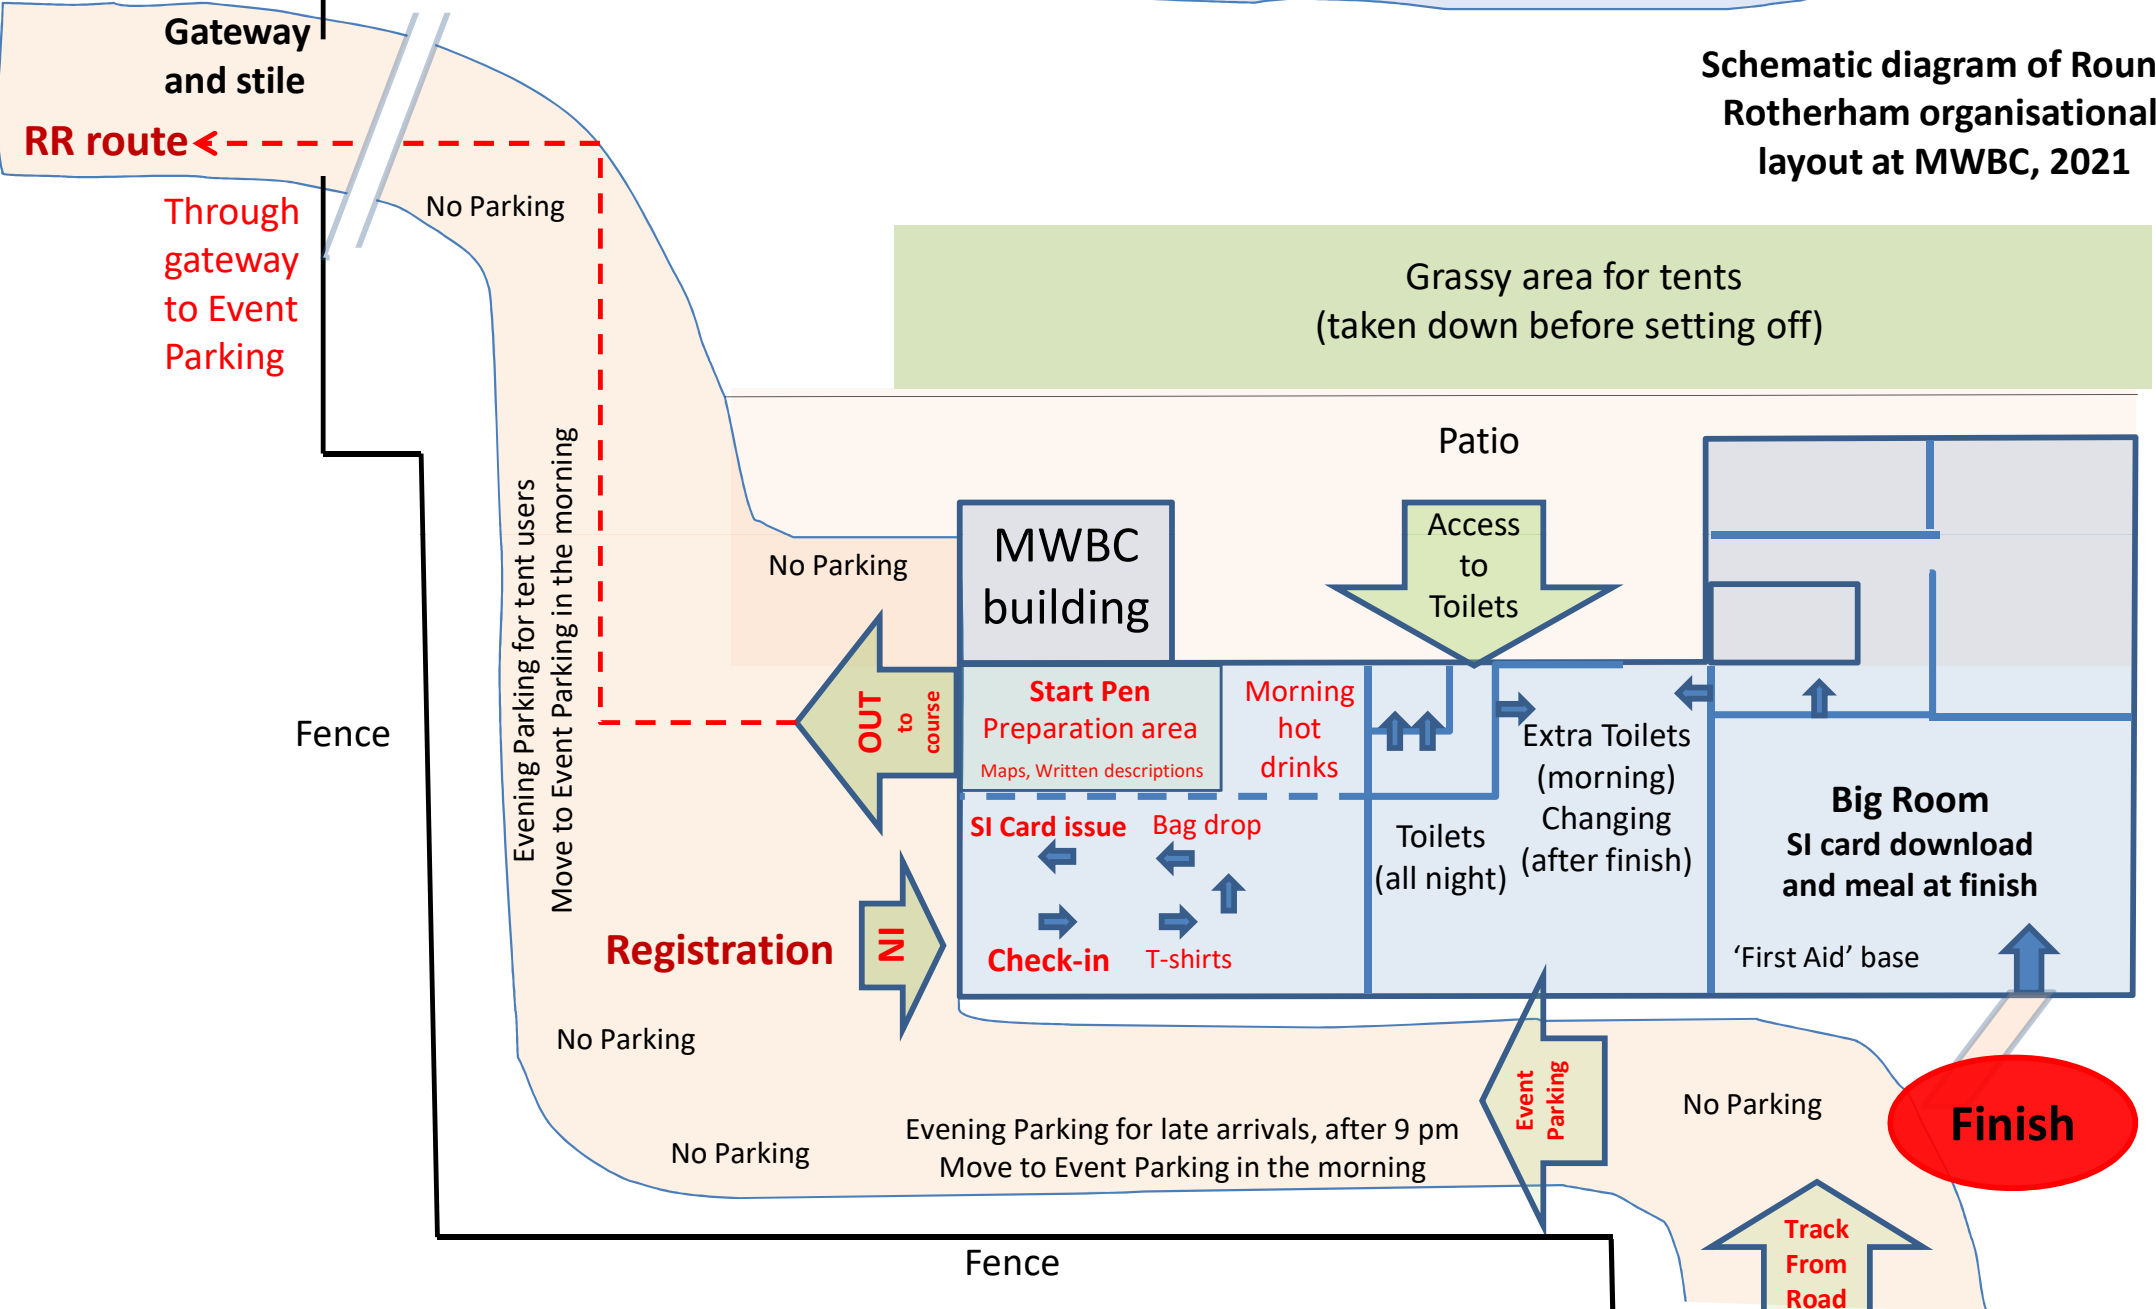 Gateway
and stile
RR route
Through
gateway
to Event
Parking
No Parking
Schematic diagram of Roun
Rotherham organisational
layout at MWBC, 2021
Grassy area for tents
(taken down before setting off)
Patio
Evening Parking for tent users
Move to Event Parking in the morning
No Parking
MWBC
building
Access
to
Toilets
Fence
OUT
to
course
Start Pen
Preparation area
Maps, Written descriptions
Morning
hot
drinks
SI Card issue
Bag drop
Check-in
T-shirts
Toilets
(all night)
Extra Toilets
(morning)
Changing
(after finish)
Big Room
SI card download
and meal at finish
'First Aid' base
Registration
IN
No Parking
No Parking
Evening Parking for late arrivals, after 9 pm
Move to Event Parking in the morning
Event
Parking
No Parking
Finish
Track
From
Road
Fence